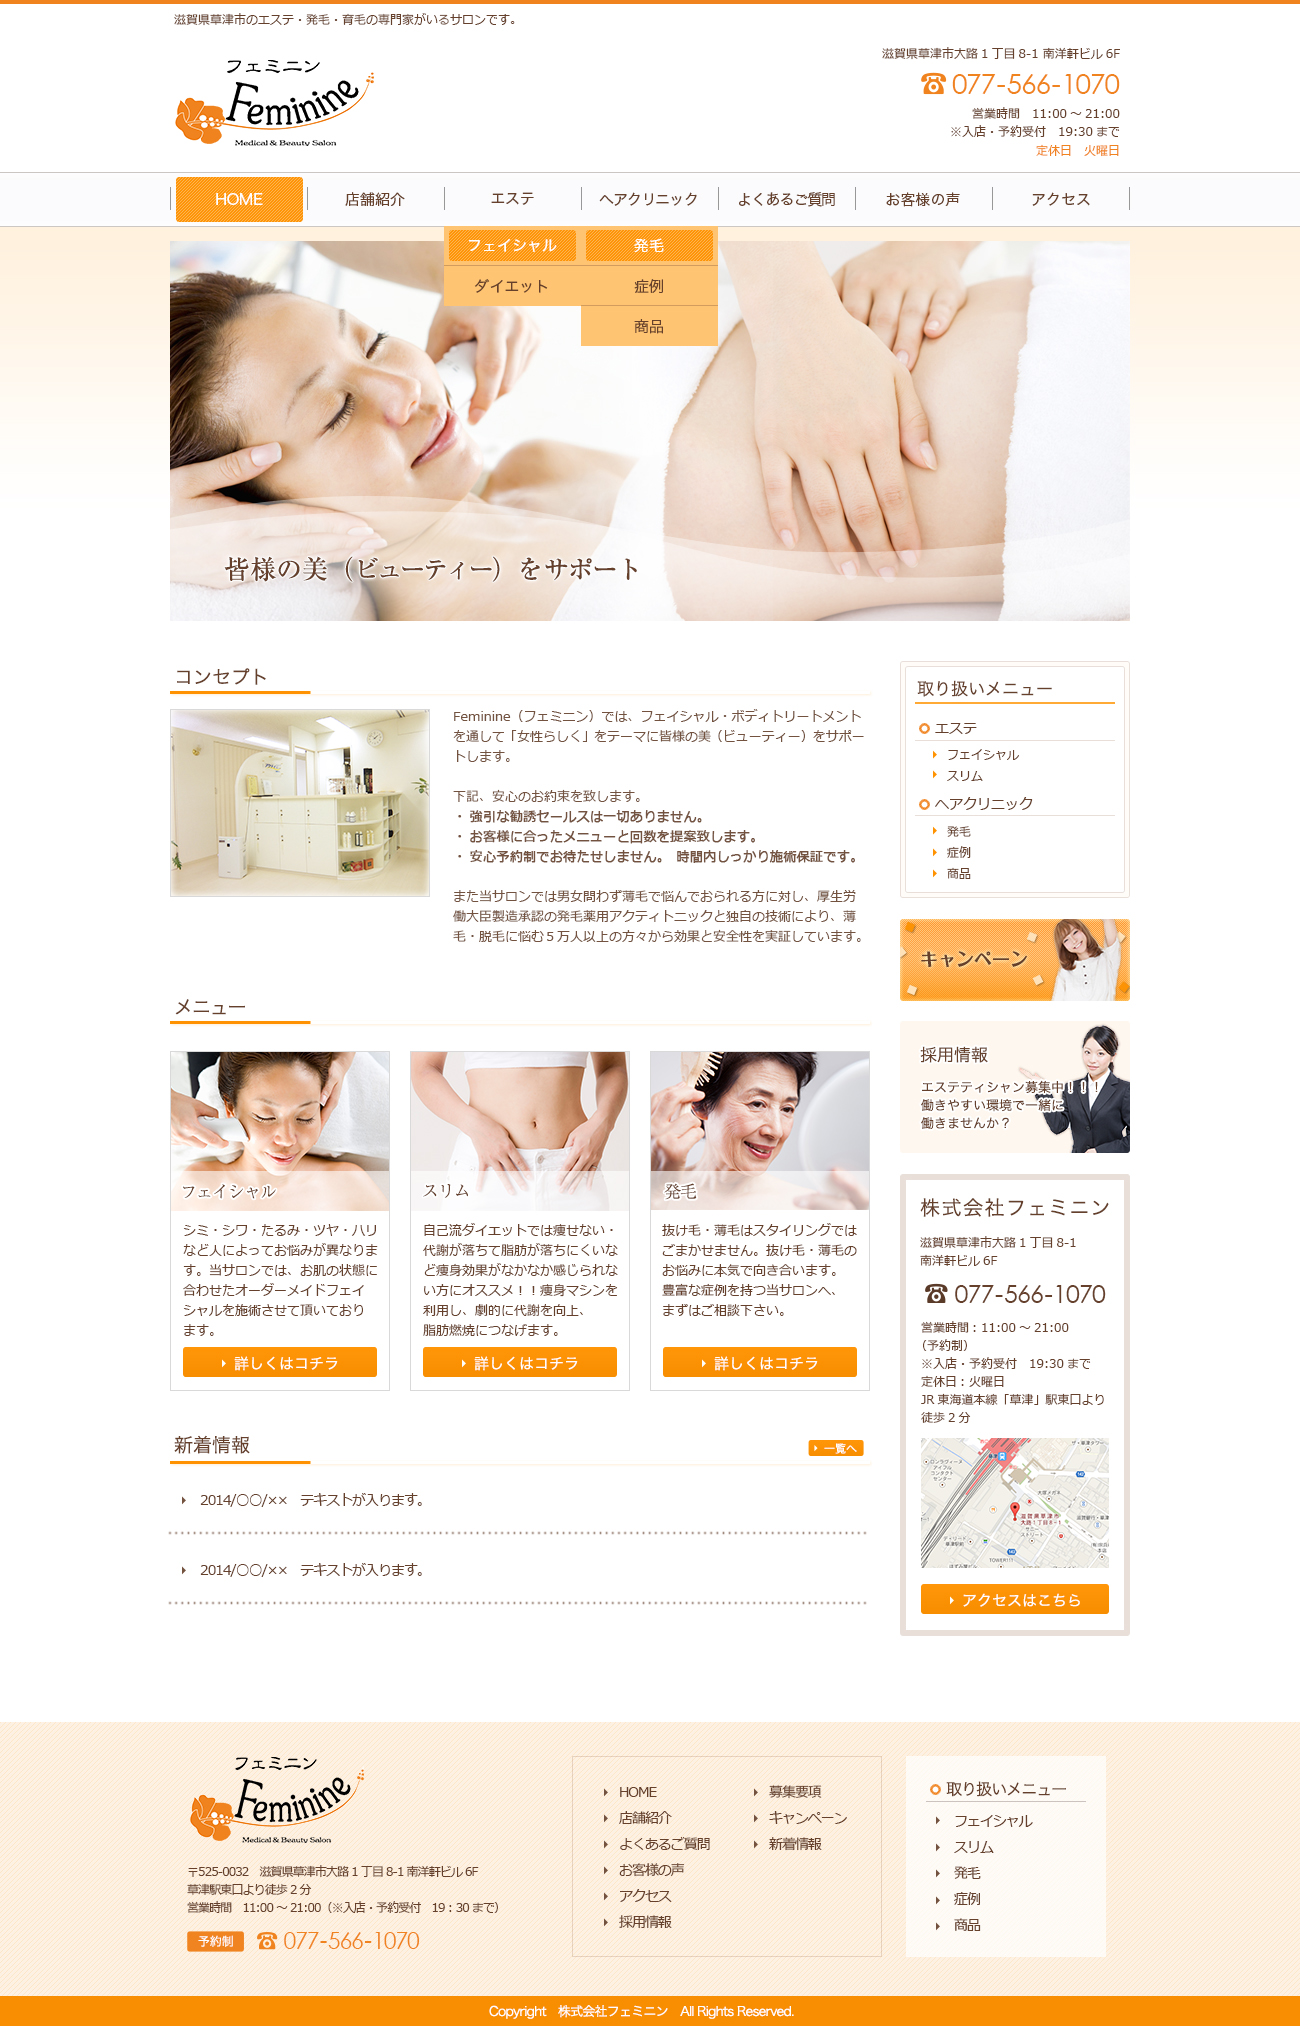 滋賀県草津市のエステ・発毛・育毛の専門家がいるサロンです。
フェミニン
Feminine
Medical & Beauty Salon
滋賀県草津市大路１丁目 8-1 南洋軒ビル 6F
☎ 077-566-1070
営業時間　11:00 〜 21:00
※入店・予約受付　19:30 まで
定休日　火曜日
HOME
店舗紹介
エステ
ヘアクリニック
よくあるご質問
お客様の声
アクセス
フェイシャル
発毛
ダイエット
症例
商品
皆様の美（ビューティー）をサポート
コンセプト
Feminine（フェミニン）では、フェイシャル・ボディトリートメント
を通して「女性らしく」をテーマに皆様の美（ビューティー）をサポー
トします。
下記、安心のお約束を致します。
・ 強引な勧誘セールスは一切ありません。
・ お客様に合ったメニューと回数を提案致します。
・ 安心予約制でお待たせしません。　時間内しっかり施術保証です。
また当サロンでは男女問わず薄毛で悩んでおられる方に対し、厚生労
働大臣製造承認の発毛薬用アクティトニックと独自の技術により、薄
毛・脱毛に悩む５万人以上の方々から効果と安全性を実証しています。
メニュー
フェイシャル
シミ・シワ・たるみ・ツヤ・ハリ
など人によってお悩みが異なりま
す。当サロンでは、お肌の状態に
合わせたオーダーメイドフェイ
シャルを施術させて頂いており
ます。
詳しくはコチラ
スリム
自己流ダイエットでは痩せない・
代謝が落ちて脂肪が落ちにくいな
ど痩身効果がなかなか感じられな
い方にオススメ！！痩身マシンを
利用し、劇的に代謝を向上、
脂肪燃焼につなげます。
詳しくはコチラ
発毛
抜け毛・薄毛はスタイリングでは
ごまかせません。抜け毛・薄毛の
お悩みに本気で向き合います。
豊富な症例を持つ当サロンへ、
まずはご相談下さい。
詳しくはコチラ
新着情報
一覧へ
2014/○○/××　テキストが入ります。
2014/○○/××　テキストが入ります。
取り扱いメニュー
エステ
フェイシャル
スリム
ヘアクリニック
発毛
症例
商品
キャンペーン
採用情報
エステティシャン募集中！！！
働きやすい環境で一緒に
働きませんか？
株式会社フェミニン
滋賀県草津市大路１丁目 8-1
南洋軒ビル 6F
☎ 077-566-1070
営業時間：11:00 〜 21:00
（予約制）
※入店・予約受付　19:30 まで
定休日：火曜日
JR 東海道本線「草津」駅東口より
徒歩２分
滋賀県草津市
大路１丁目８−１
アクセスはこちら
フェミニン
Feminine
Medical & Beauty Salon
〒525-0032　滋賀県草津市大路１丁目 8-1 南洋軒ビル 6F
草津駅東口より徒歩２分
営業時間　11:00 〜 21:00（※入店・予約受付　19：30 まで）
予約制
☎ 077-566-1070
HOME
店舗紹介
よくあるご質問
お客様の声
アクセス
採用情報
募集要項
キャンペーン
新着情報
取り扱いメニュー
フェイシャル
スリム
発毛
症例
商品
Copyright　株式会社フェミニン　All Rights Reserved.